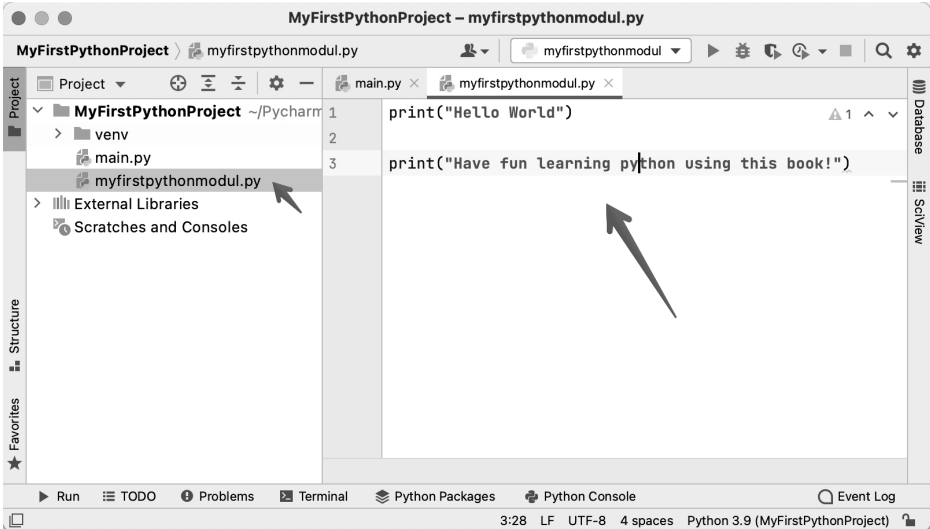 MyFirstPythonProject – myfirstpythonmodul.py
MyFirstPythonProject myfirstpythonmodul.py myfirstpythonmodul
Project
Project
main.py
myfirstpythonmodul.py
MyFirstPythonProject ~/Pycharm
venv
main.py
myfirstpythonmodul.py
External Libraries
Scratches and Consoles
1 print("Hello World")
2
3 print("Have fun learning python using this book!")
1
Database
SciView
Structure
Favorites
Run TODO Problems Terminal Python Packages Python Console Event Log
3:28 LF UTF-8 4 spaces Python 3.9 (MyFirstPythonProject)